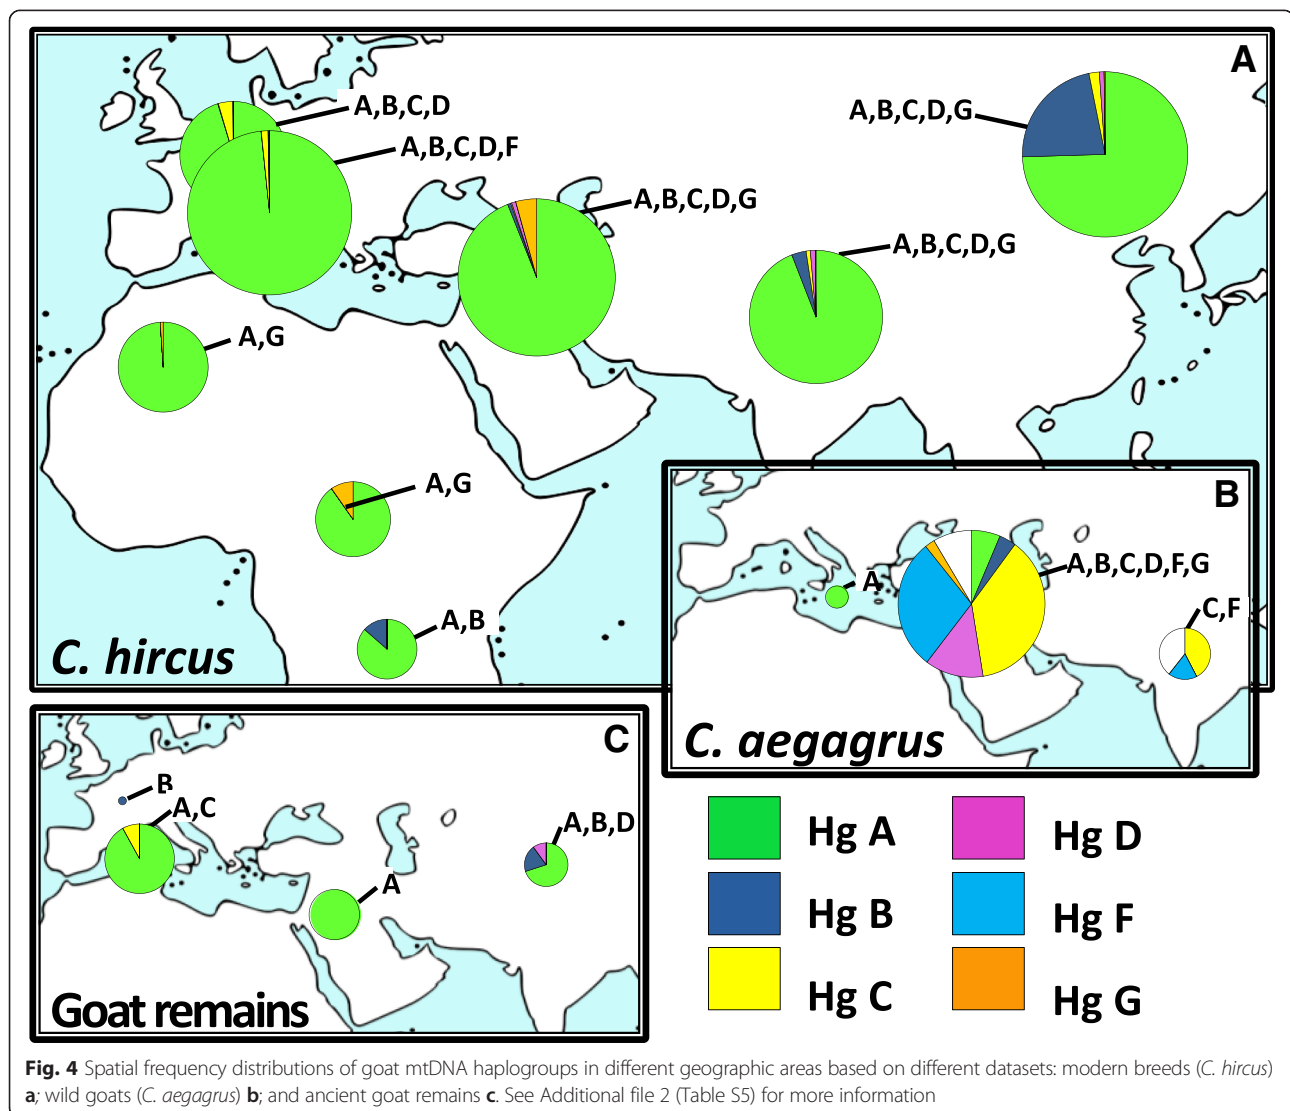 A
A,B,C,D
A,B,C,D,F
A,B,C,D,G
A,B,C,D,G
A,B,C,D,G
A,G
A,G
A,B
C. hircus
B
A
A,B,C,D,F,G
C,F
C. aegagrus
C
B
A,C
A,B,D
A
Goat remains
Hg A
Hg D
Hg B
Hg F
Hg C
Hg G
Fig. 4 Spatial frequency distributions of goat mtDNA haplogroups in different geographic areas based on different datasets: modern breeds (C. hircus)
a; wild goats (C. aegagrus) b; and ancient goat remains c. See Additional file 2 (Table S5) for more information